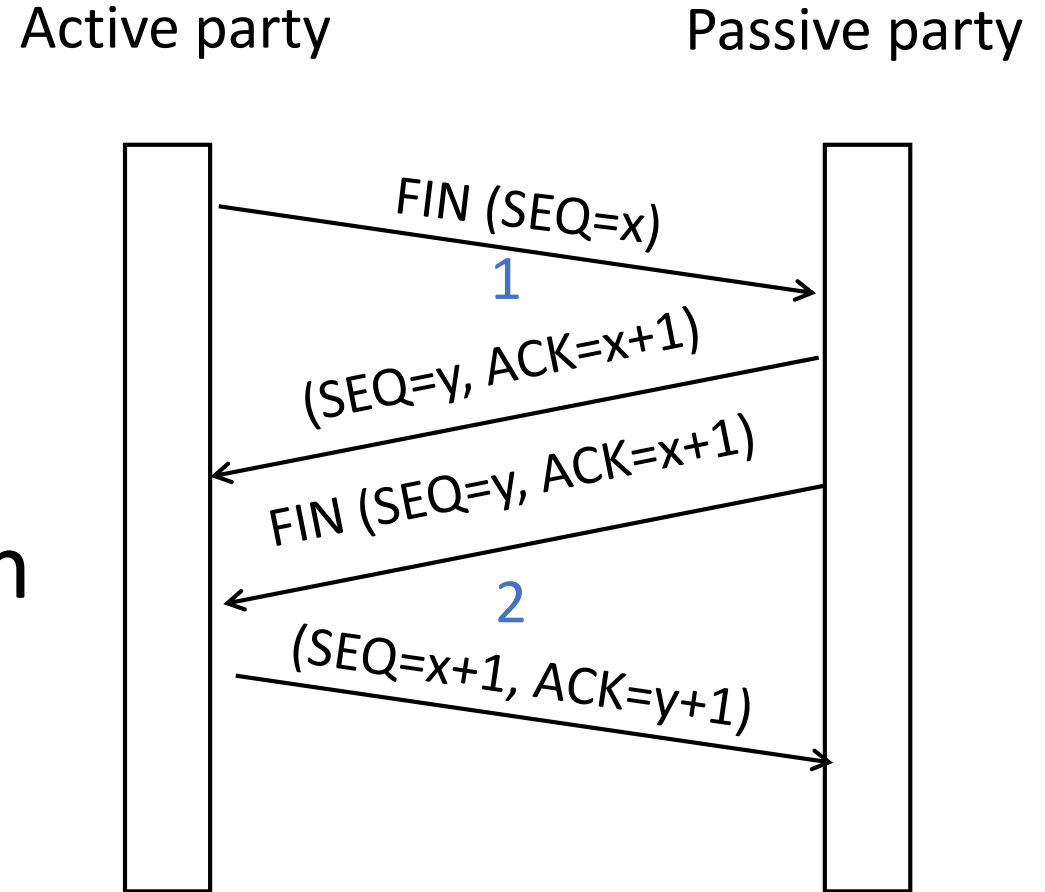 Active party
Passive party
FIN (SEQ=x)
1
(SEQ=y, ACK=x+1)
FIN (SEQ=y, ACK=x+1)
n
2
(SEQ=x+1, ACK=y+1)